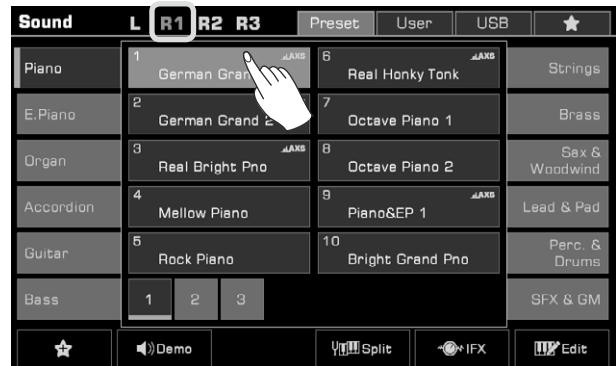 Sound L R1 R2 R3 Preset User USB
Piano
E.Piano
Organ
Accordion
Guitar
Bass
1 German
2 German Grand 2
3 Real Bright Pno AXS
4 Mellow Piano
5 Rock Piano
6 Real Honky Tonk AXS
7 Octave Piano 1
8 Octave Piano 2
9 Piano&EP 1 AXS
10 Bright Grand Pno
1 2 3
Strings
Brass
Sax &
Woodwind
Lead & Pad
Perc. &
Drums
SFX & GM
Demo Split IFX Edit